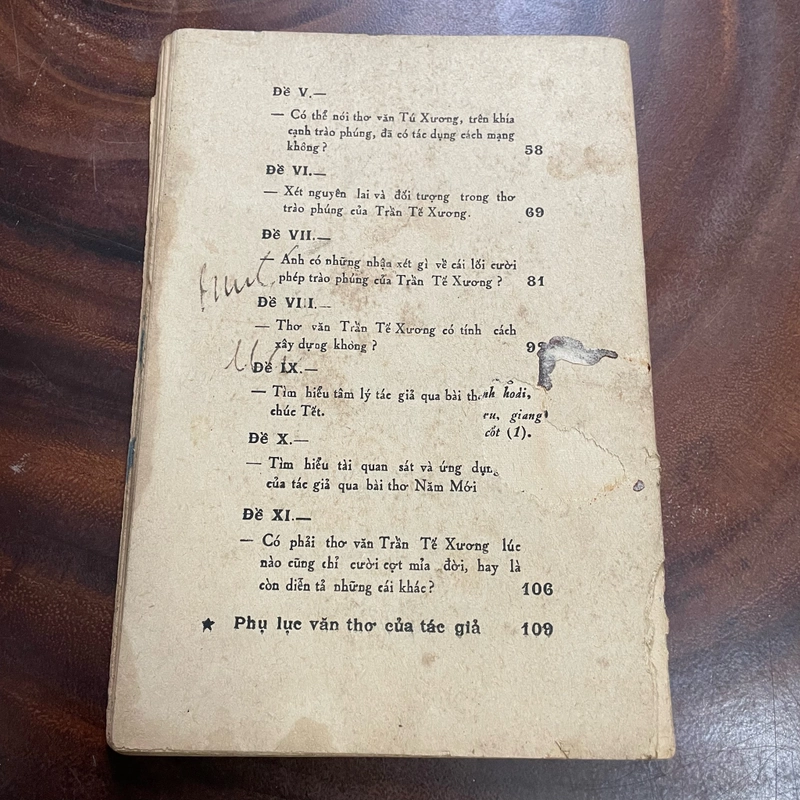 Đề V.—
— Có thể nói thơ văn Tú Xương, trên khía
cạnh trào phúng, đã có tác dụng cách mạng
không ? 58
Đề VI.—
— Xét nguyên lai và đối tượng trong thơ
trào phúng của Trần Tế Xương. 69
Đề VII.—
— Anh có những nhận xét gì về cái lối cười
phép trào phúng của Trần Tế Xương ? 81
Đề VIII.—
— Thơ văn Trần Tế Xương có tính cách
xây dựng không ?
Đề IX.—
— Tìm hiểu tâm lý tác giả qua bài
chúc Tết.
hoài,
giang
cốt (1).
Đề X.—
— Tìm hiểu tài quan sát và ứng
của tác giả qua bài thơ Năm Mới
Đề XI.—
— Có phải thơ văn Trần Tế Xương lúc
nào cũng chỉ cười cợt mỉa đời, hay là
còn diễn tả những cái khác ? 106
★ Phụ lục văn thơ của tác giả 109